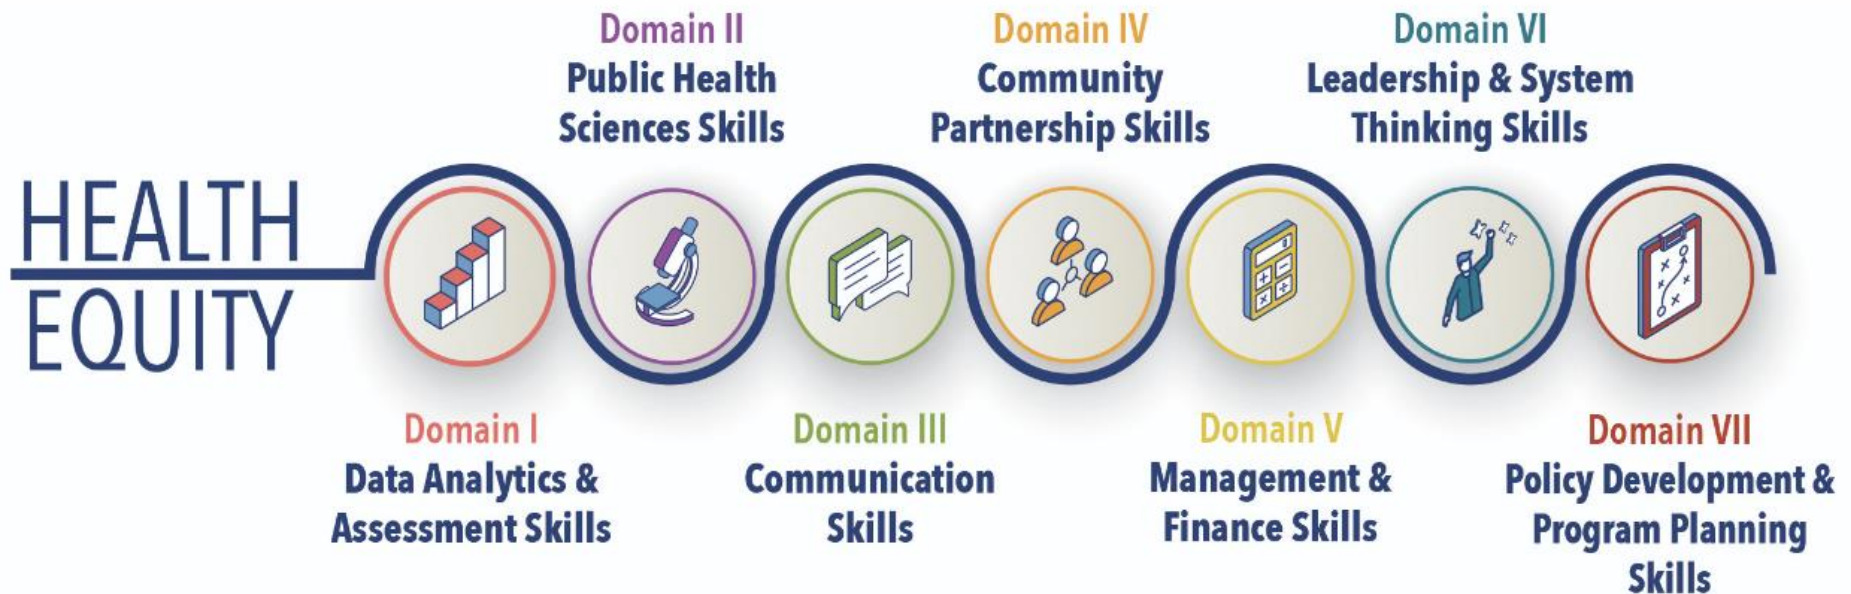 HEALTH
EQUITY
Domain I
Data Analytics &
Assessment Skills
Domain II
Public Health
Sciences Skills
Domain III
Communication
Skills
Domain IV
Community
Partnership Skills
Domain V
Management &
Finance Skills
Domain VI
Leadership & System
Thinking Skills
Domain VII
Policy Development &
Program Planning
Skills